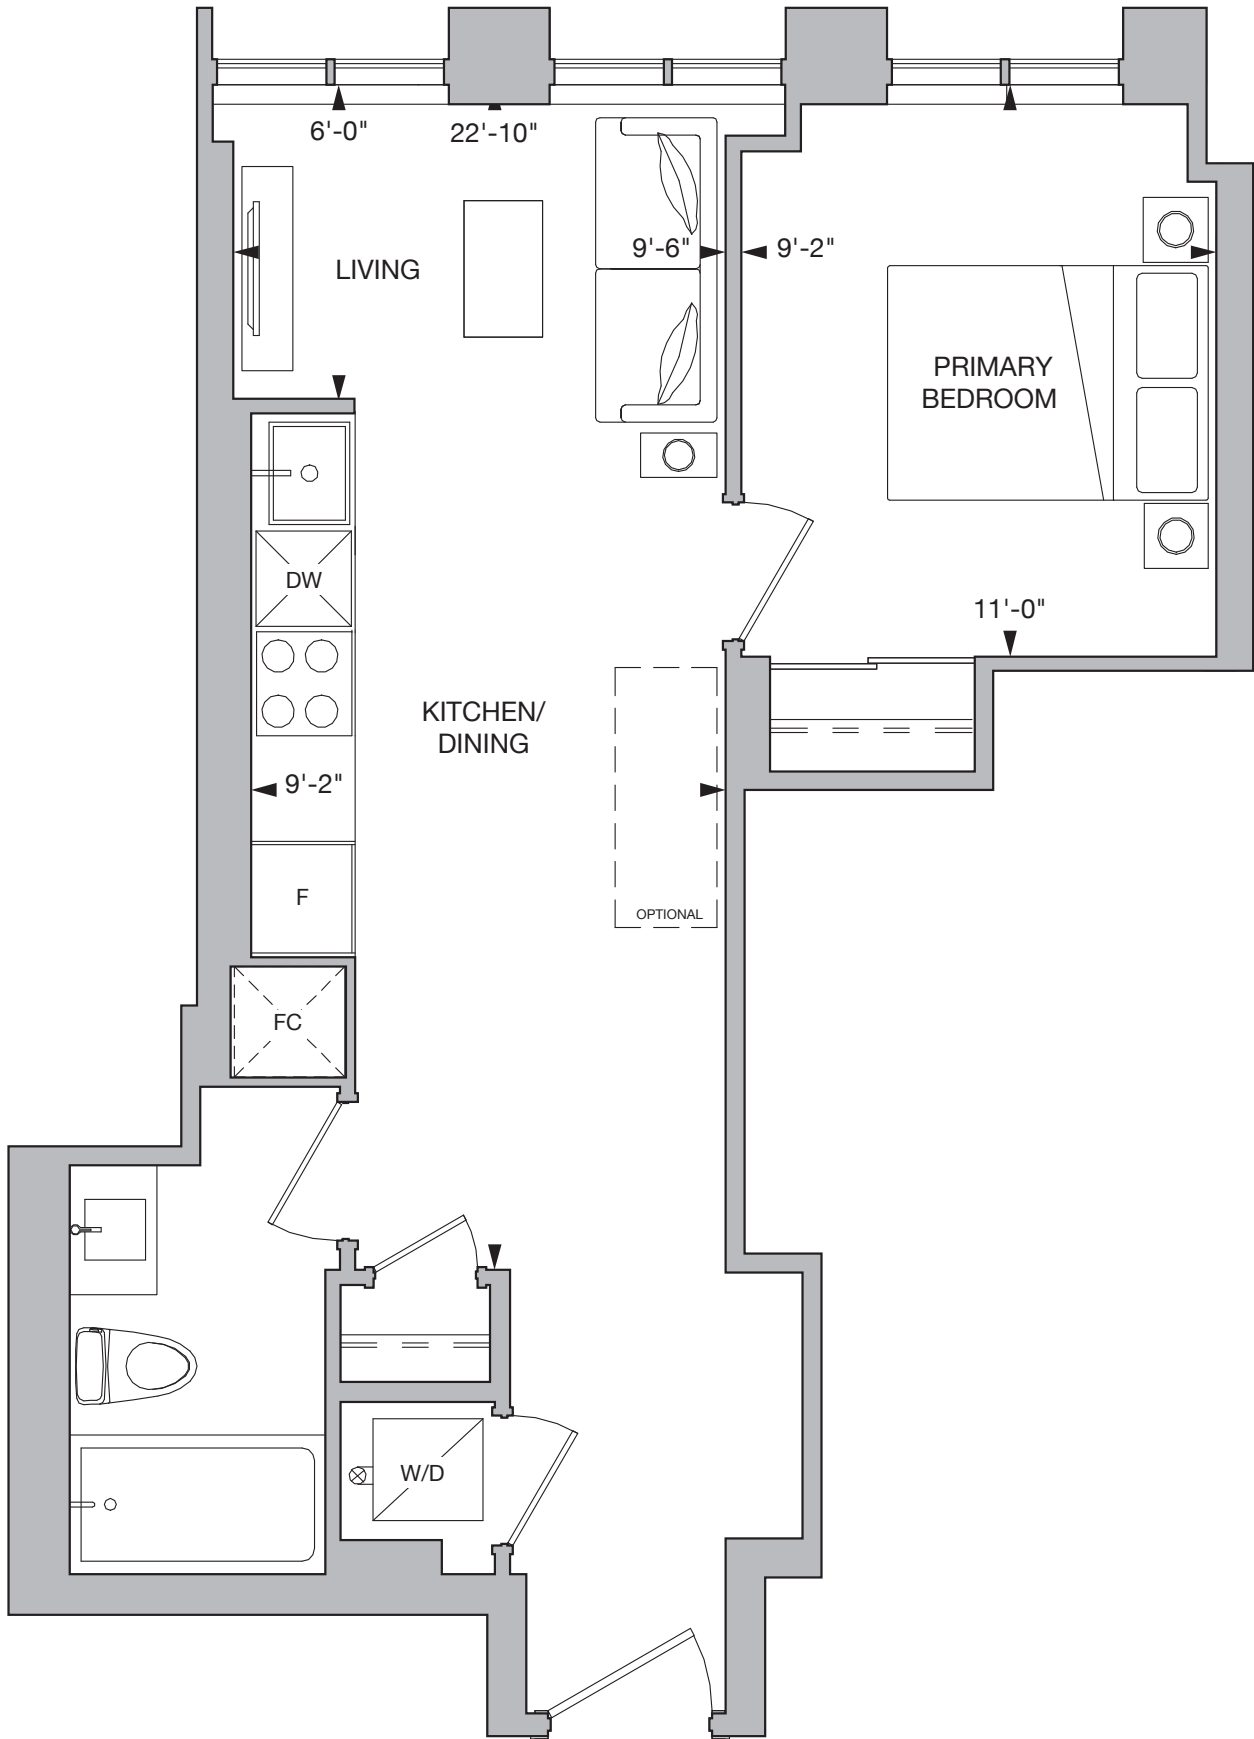 6'-0"
22'-10"
LIVING
9'-6"
9'-2"
PRIMARY
BEDROOM
DW
11'-0"
KITCHEN/
DINING
9'-2"
F
OPTIONAL
FC
W/D